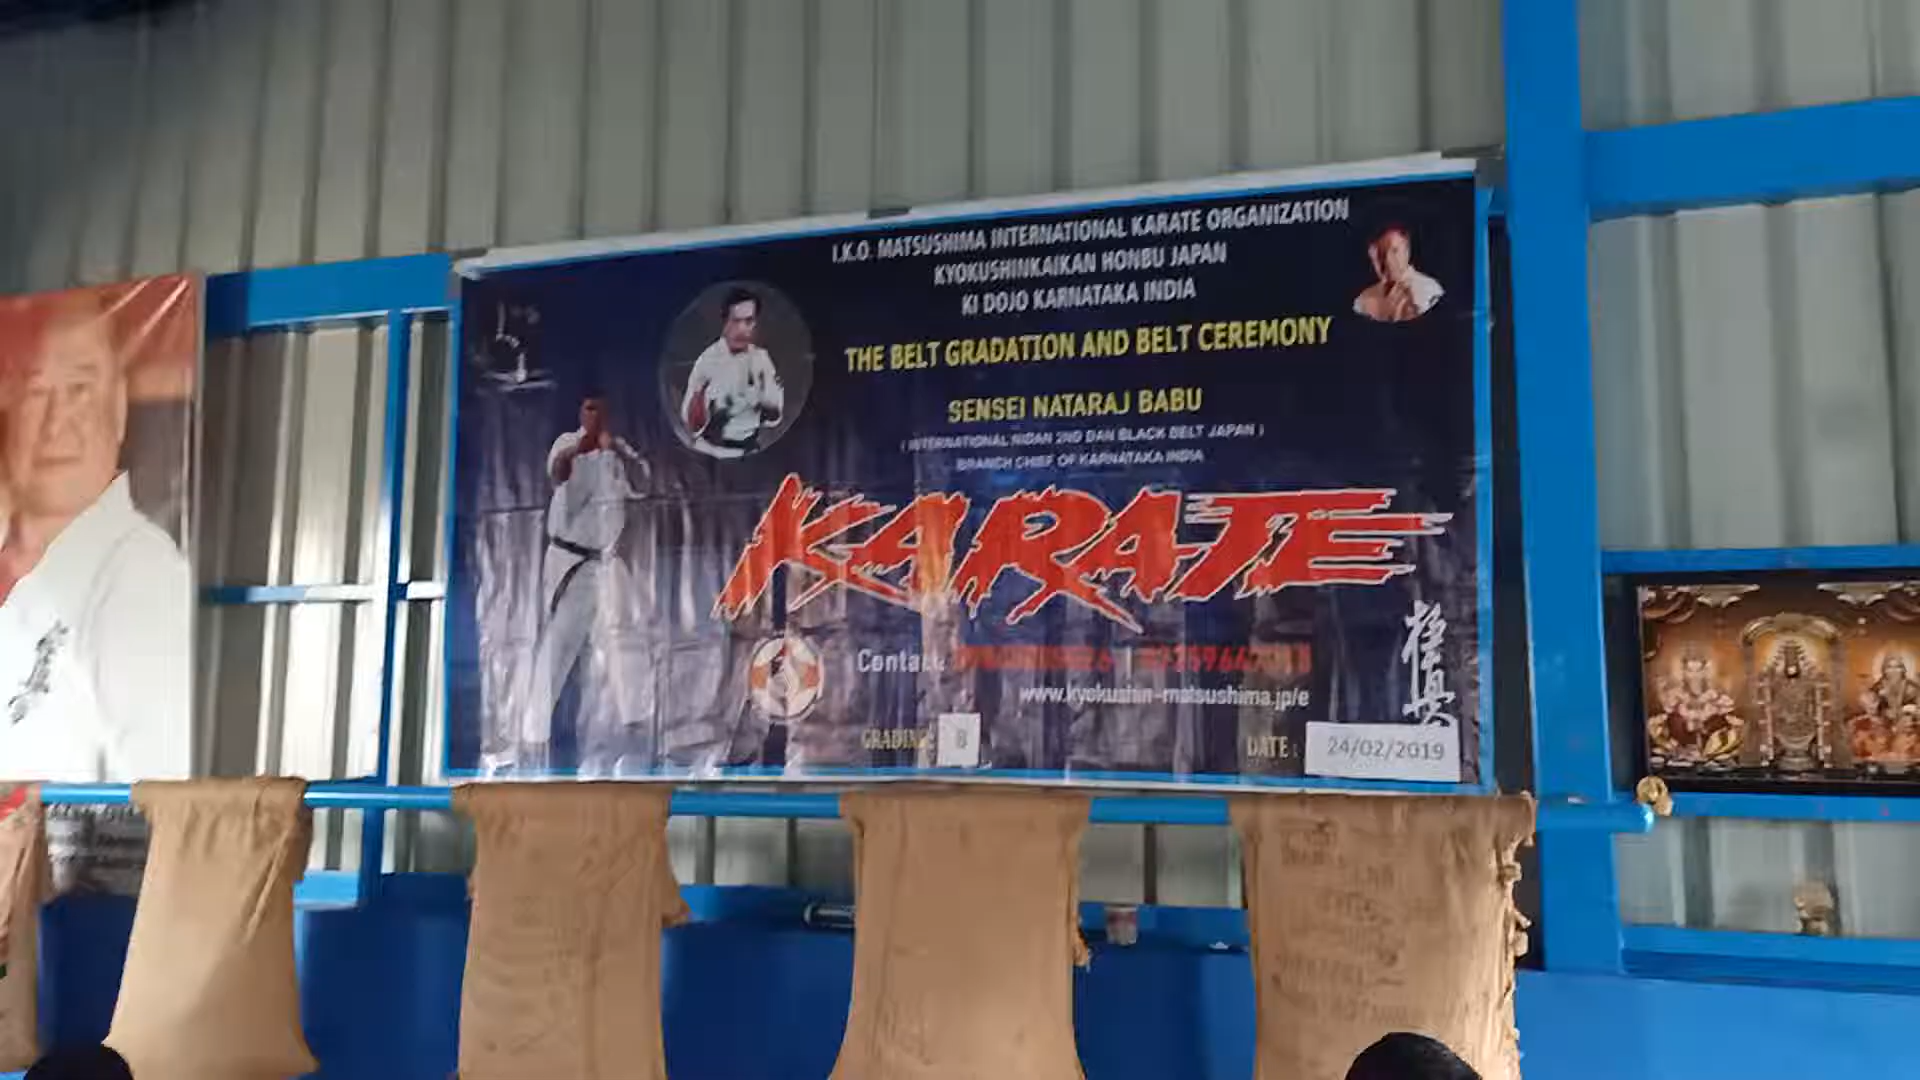 I.K.O. MATSUSHIMA INTERNATIONAL KARATE ORGANIZATION
KYOKUSHINKAIKAN HONBU JAPAN
KI DOJO KARNATAKA INDIA
THE BELT GRADATION AND BELT CEREMONY
SENSEI NATARAJ BABU
( INTERNATIONAL NIDAN 2ND DAN BLACK BELT JAPAN )
BRANCH CHIEF OF KARNATAKA INDIA
KARATE
極真
Contact:
www.kyokushin-matsushima.jp/e
GRADING: 8
DATE : 24/02/2019